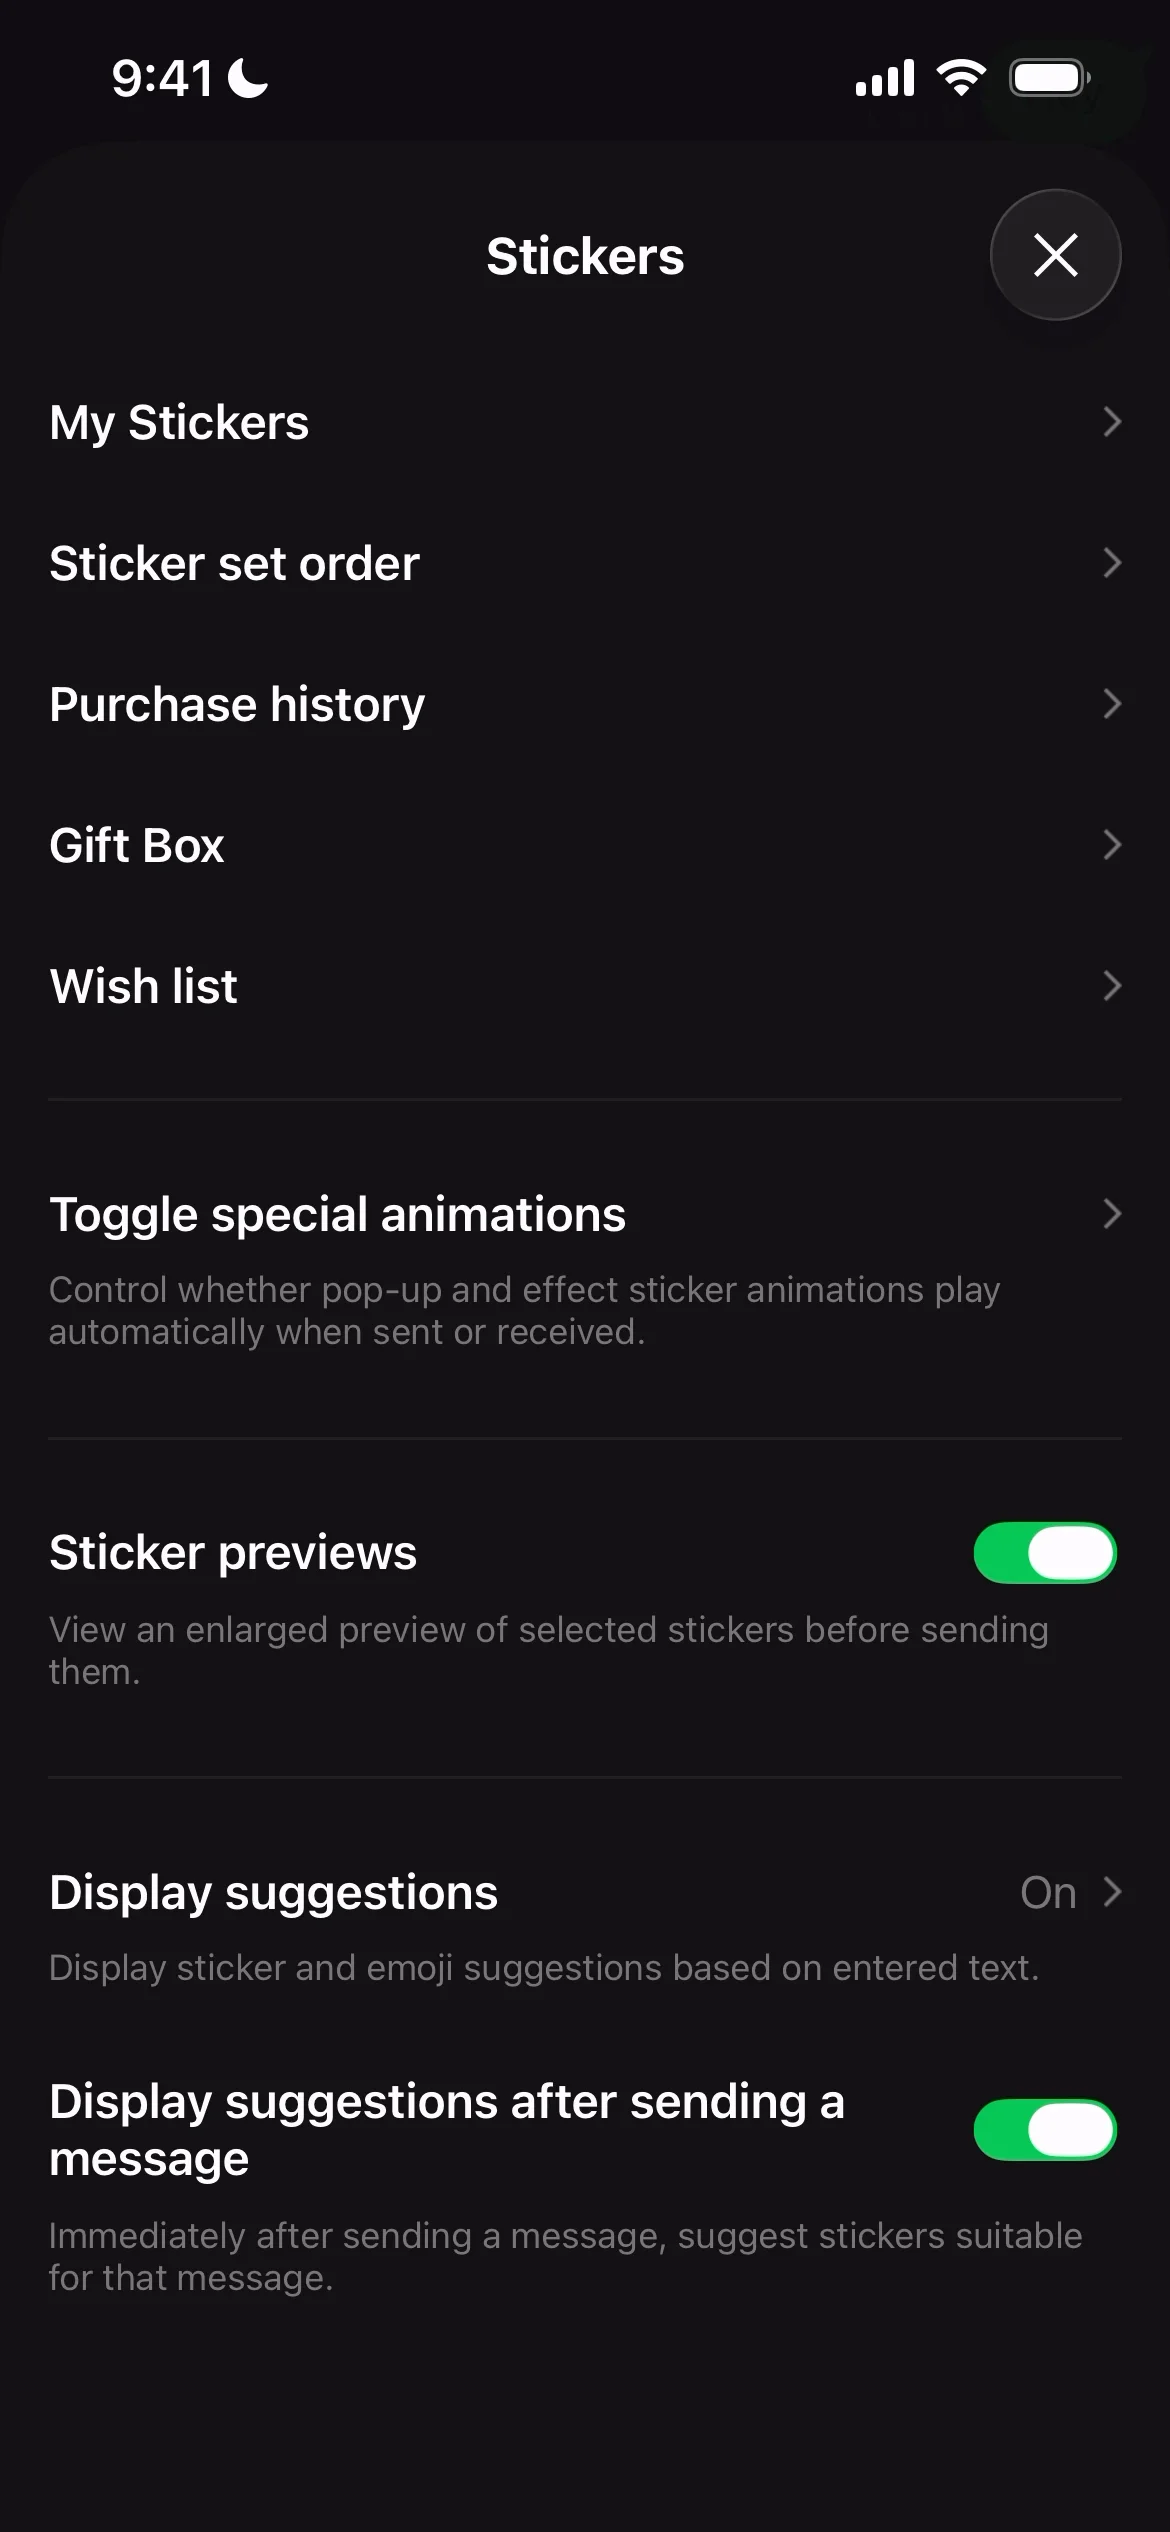 9:41
Stickers
My Stickers
Sticker set order
Purchase history
Gift Box
Wish list
Toggle special animations
Control whether pop-up and effect sticker animations play
automatically when sent or received.
Sticker previews
View an enlarged preview of selected stickers before sending
them.
Display suggestions
On
Display sticker and emoji suggestions based on entered text.
Display suggestions after sending a
message
Immediately after sending a message, suggest stickers suitable
for that message.